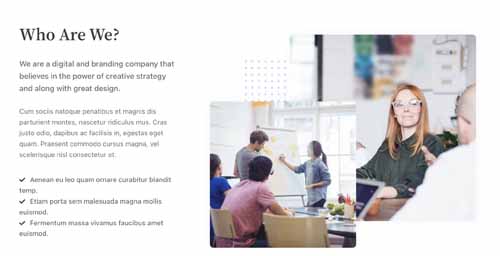 Who Are We?
We are a digital and branding company that
believes in the power of creative strategy
and along with great design.
Cum sociis natoque penatibus et magnis dis
parturient montes, nascetur ridiculus mus. Cras
justo odio, dapibus ac facilisis in, egestas eget
quam. Praesent commodo cursus magna, vel
scelerisque nisl consectetur et.
Aenean eu leo quam ornare curabitur blandit
temp.
Etiam porta sem malesuada magna mollis
euismod.
Fermentum massa vivamus faucibus amet
euismod.